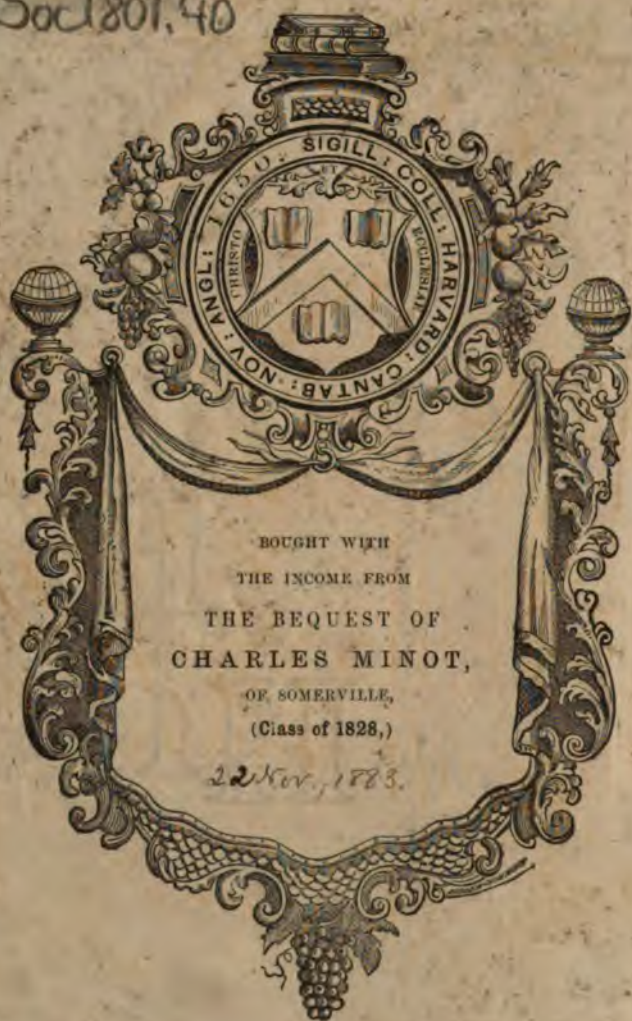 Soc1801.40
SIGILL: COLL: HARVARD: CANTAB: NOV: ANGL: 1650.
CHRISTO
ECCLESIAE
BOUGHT WITH
THE INCOME FROM
THE BEQUEST OF
CHARLES MINOT,
OF SOMERVILLE,
(Class of 1828,)
22 Nov., 1883.